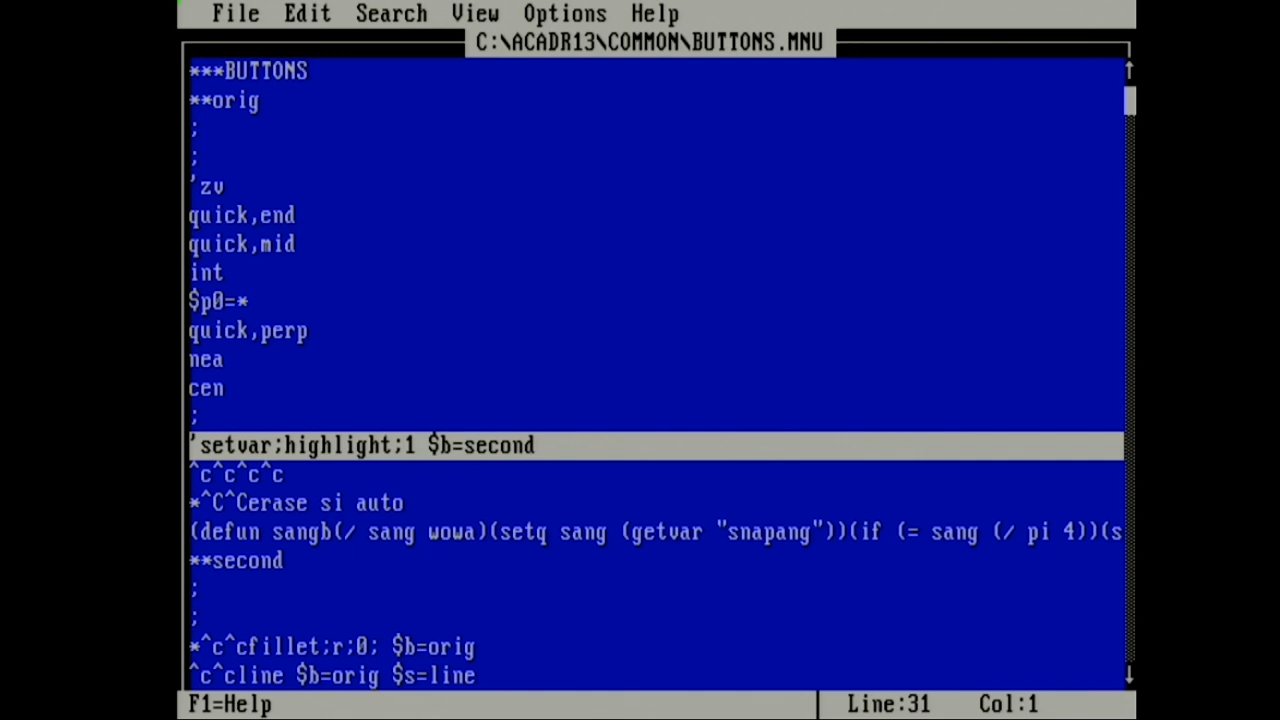 File Edit Search View Options Help
C:\ACADR13\COMMON\BUTTONS.MNU
***BUTTONS
**orig
;
;
'zv
quick,end
quick,mid
int
$p0=*
quick,perp
nea
cen
;
'setvar;highlight;1 $b=second
^c^c^c^c
*^C^Cerase si auto
(defun sangb(/ sang wowa)(setq sang (getvar "snapang"))(if (= sang (/ pi 4))(s
**second
;
;
*^c^cfillet;r;0; $b=orig
^c^cline $b=orig $s=line
F1=Help Line:31 Col:1